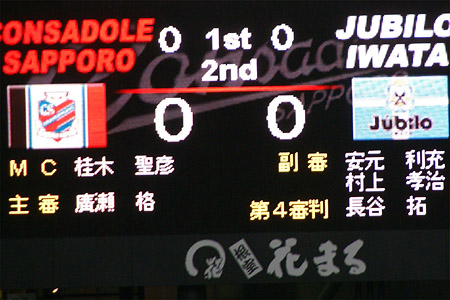 CONSADOLE
SAPPORO
0 1st 0
2nd
JUBILO
IWATA
0 0
Jubilo
MC 桂木 聖彦
主審 廣瀬 格
副審 安元 利充
村上 孝治
第4審判 長谷 拓
花まる